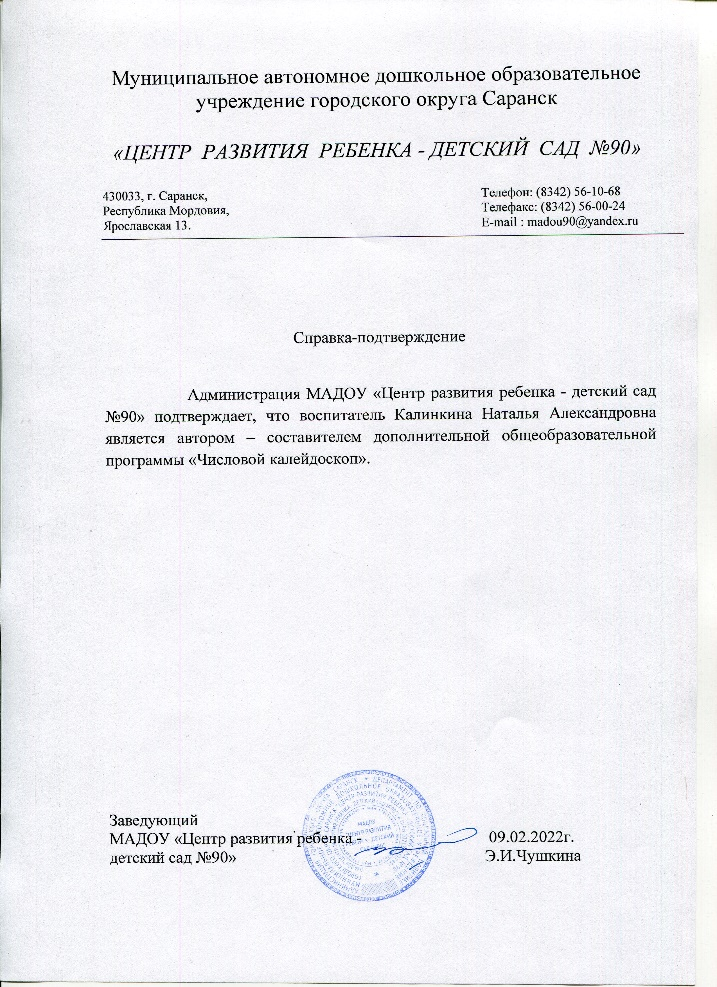 Муниципальное автономное дошкольное образовательное
учреждение городского округа Саранск
«ЦЕНТР РАЗВИТИЯ РЕБЕНКА - ДЕТСКИЙ САД №90»
430033, г. Саранск,
Республика Мордовия,
Ярославская 13.
Телефон: (8342) 56-10-68
Телефакс: (8342) 56-00-24
E-mail : madou90@yandex.ru
Справка-подтверждение
Администрация МАДОУ «Центр развития ребенка - детский сад
№90» подтверждает, что воспитатель Калинкина Наталья Александровна
является автором – составителем дополнительной общеобразовательной
программы «Числовой калейдоскоп».
Заведующий
МАДОУ «Центр развития ребенка -
детский сад №90»
09.02.2022г.
Э.И.Чушкина